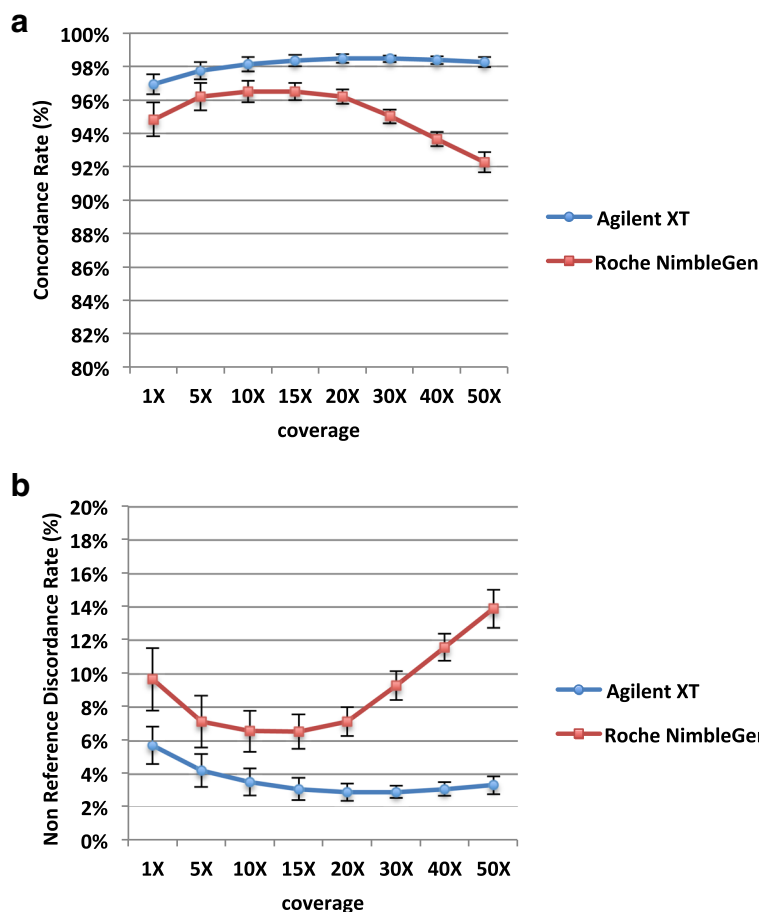 a
Concordance Rate (%)
100%
98%
96%
94%
92%
90%
88%
86%
84%
82%
80%
1X 5X 10X 15X 20X 30X 40X 50X
coverage
Agilent XT
Roche NimbleGen
b
Non Reference Discordance Rate (%)
20%
18%
16%
14%
12%
10%
8%
6%
4%
2%
0%
1X 5X 10X 15X 20X 30X 40X 50X
coverage
Agilent XT
Roche NimbleGen